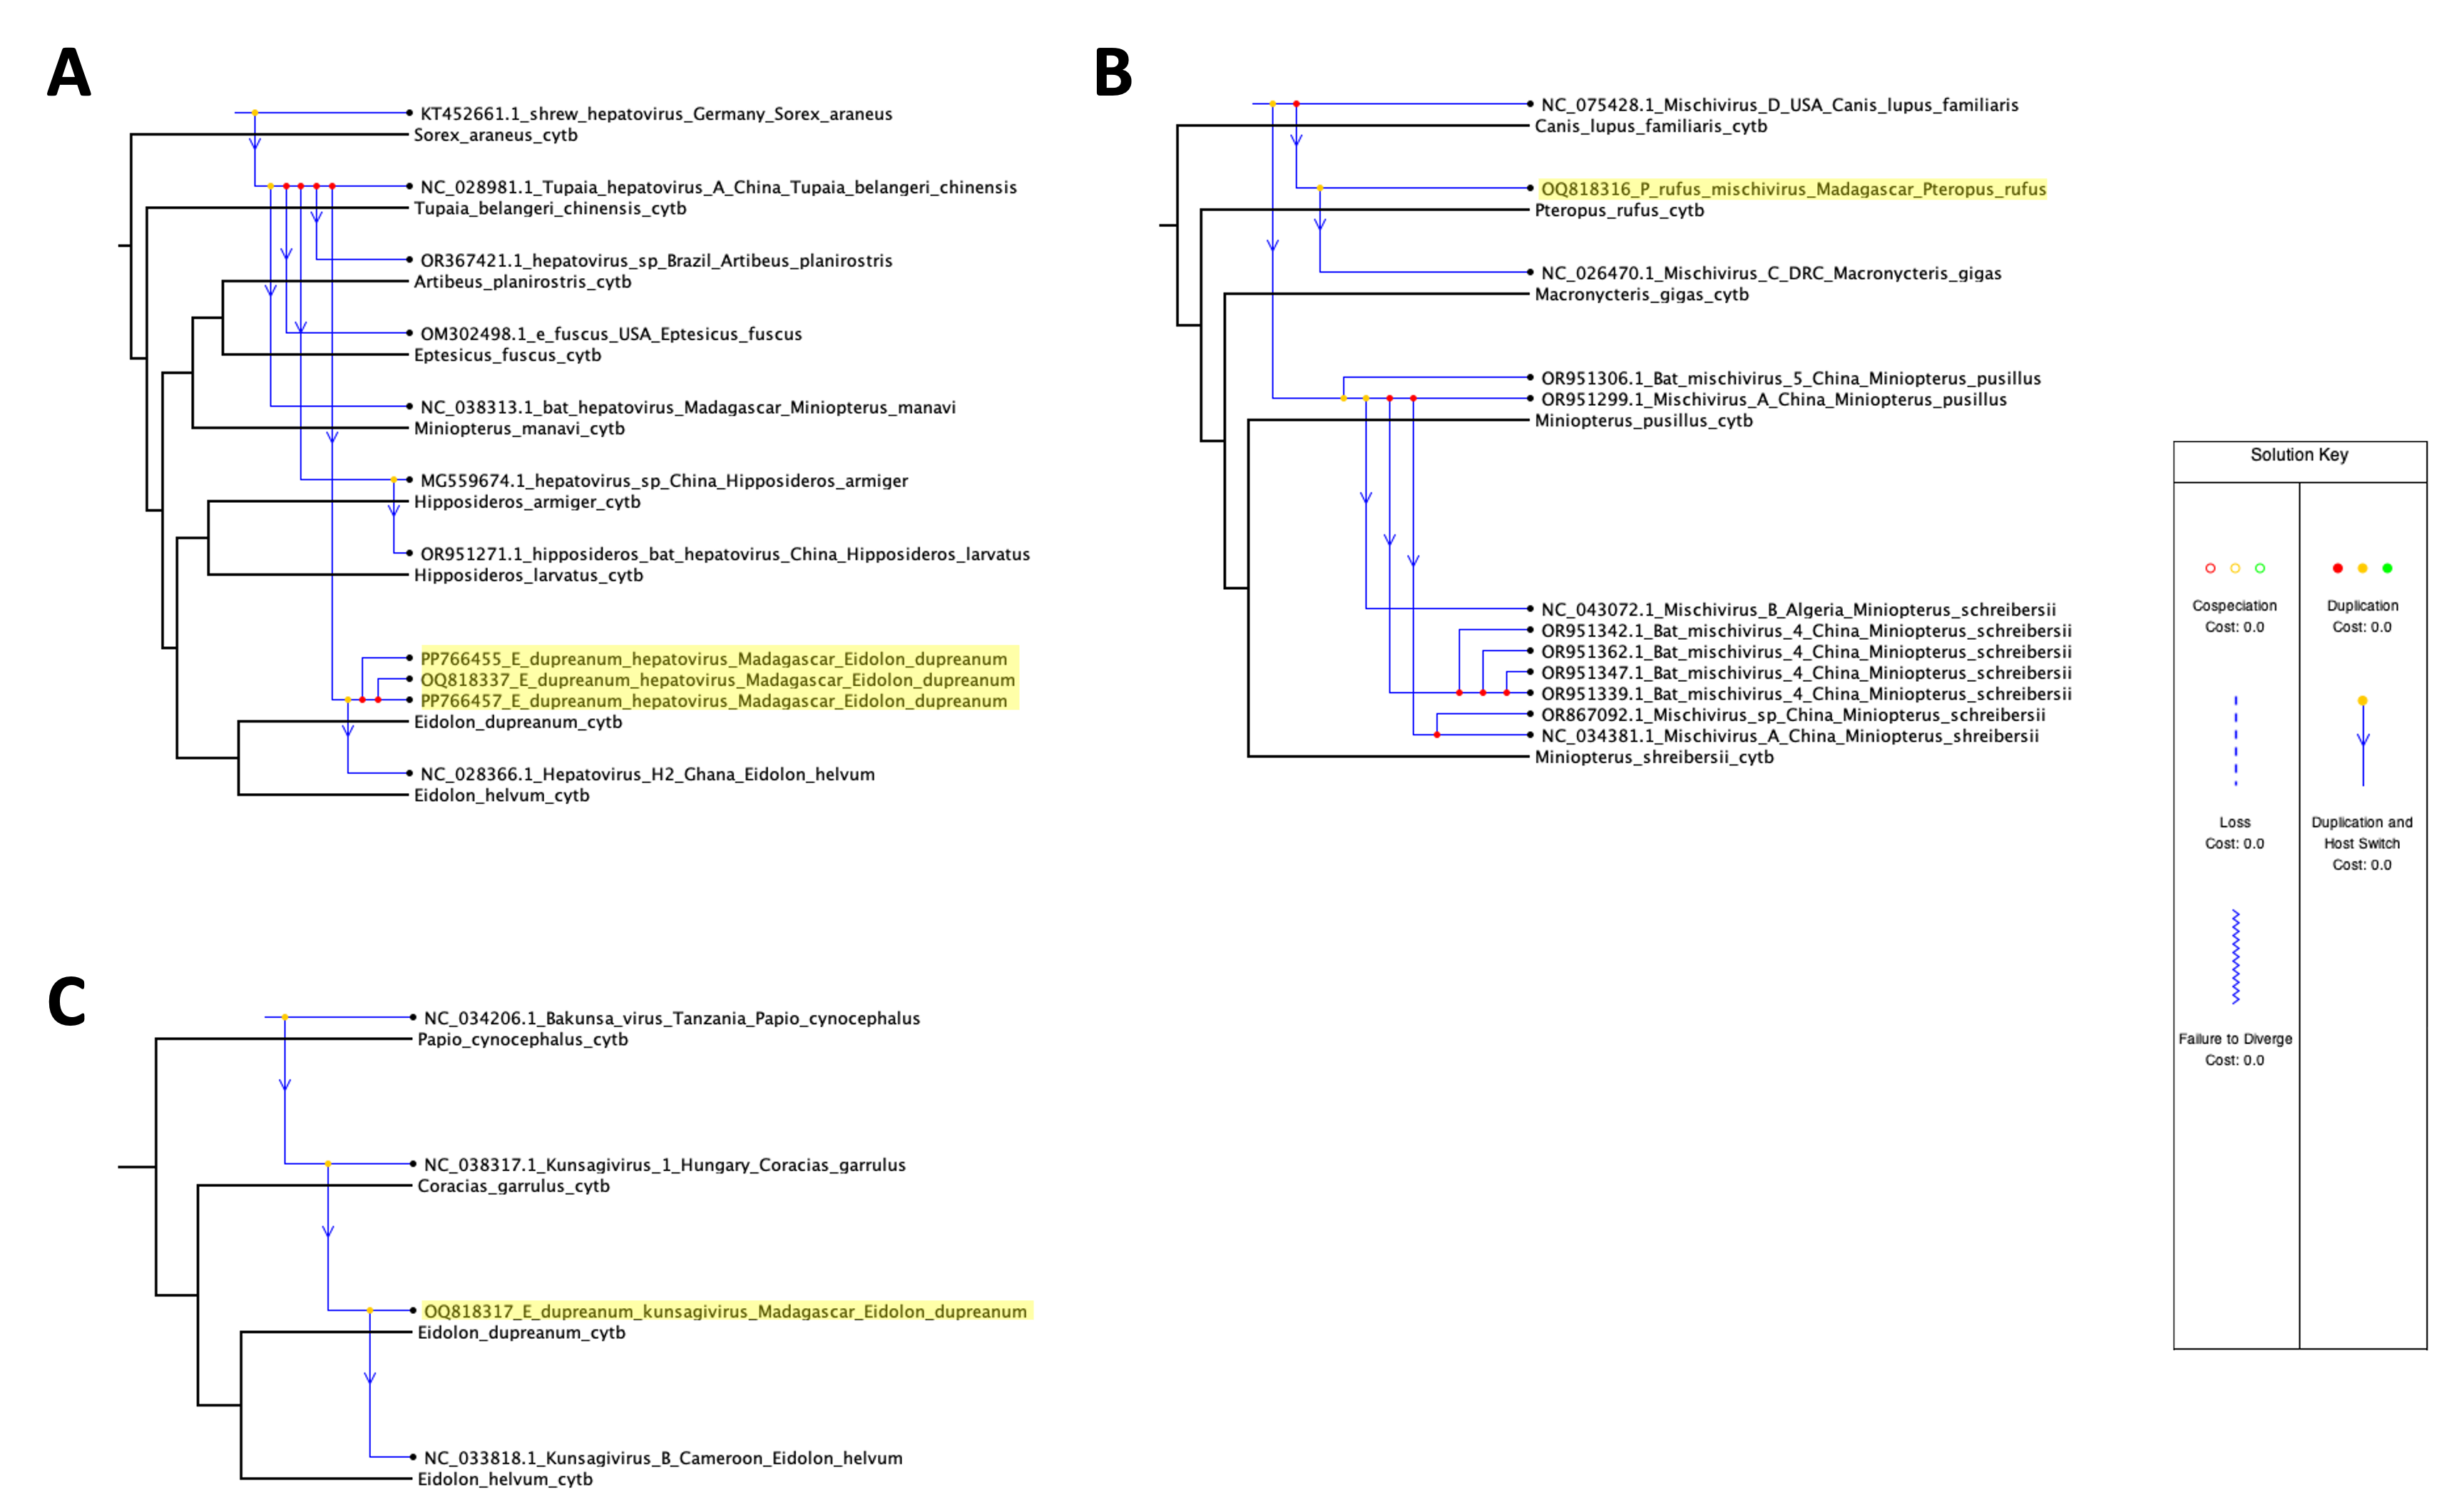 A
KT452661.1_shrew_hepatovirus_Germany_Sorex_araneus
Sorex_araneus_cytb
NC_028981.1_Tupaia_hepatovirus_A_China_Tupaia_belangeri_chinensis
Tupaia_belangeri_chinensis_cytb
OR367421.1_hepatovirus_sp_Brazil_Artibeus_planirostris
Artibeus_planirostris_cytb
OM302498.1_e_fuscus_USA_Eptesicus_fuscus
Eptesicus_fuscus_cytb
NC_038313.1_bat_hepatovirus_Madagascar_Miniopterus_manavi
Miniopterus_manavi_cytb
MG559674.1_hepatovirus_sp_China_Hipposideros_armiger
Hipposideros_armiger_cytb
OR951271.1_hipposideros_bat_hepatovirus_China_Hipposideros_larvatus
Hipposideros_larvatus_cytb
PP766455_E_dupreanum_hepatovirus_Madagascar_Eidolon_dupreanum
OQ818337_E_dupreanum_hepatovirus_Madagascar_Eidolon_dupreanum
PP766457_E_dupreanum_hepatovirus_Madagascar_Eidolon_dupreanum
Eidolon_dupreanum_cytb
NC_028366.1_Hepatovirus_H2_Ghana_Eidolon_helvum
Eidolon_helvum_cytb
B
NC_075428.1_Mischivirus_D_USA_Canis_lupus_familiaris
Canis_lupus_familiaris_cytb
OQ818316_P_rufus_mischivirus_Madagascar_Pteropus_rufus
Pteropus_rufus_cytb
NC_026470.1_Mischivirus_C_DRC_Macronycteris_gigas
Macronycteris_gigas_cytb
OR951306.1_Bat_mischivirus_5_China_Miniopterus_pusillus
OR951299.1_Mischivirus_A_China_Miniopterus_pusillus
Miniopterus_pusillus_cytb
NC_043072.1_Mischivirus_B_Algeria_Miniopterus_schreibersii
OR951342.1_Bat_mischivirus_4_China_Miniopterus_schreibersii
OR951362.1_Bat_mischivirus_4_China_Miniopterus_schreibersii
OR951347.1_Bat_mischivirus_4_China_Miniopterus_schreibersii
OR951339.1_Bat_mischivirus_4_China_Miniopterus_schreibersii
OR867092.1_Mischivirus_sp_China_Miniopterus_schreibersii
NC_034381.1_Mischivirus_A_China_Miniopterus_shreibersii
Miniopterus_shreibersii_cytb
Solution Key
Cospeciation
Cost: 0.0
Duplication
Cost: 0.0
Loss
Cost: 0.0
Duplication and
Host Switch
Cost: 0.0
Failure to Diverge
Cost: 0.0
C
NC_034206.1_Bakunsa_virus_Tanzania_Papio_cynocephalus
Papio_cynocephalus_cytb
NC_038317.1_Kunsagivirus_1_Hungary_Coracias_garrulus
Coracias_garrulus_cytb
OQ818317_E_dupreanum_kunsagivirus_Madagascar_Eidolon_dupreanum
Eidolon_dupreanum_cytb
NC_033818.1_Kunsagivirus_B_Cameroon_Eidolon_helvum
Eidolon_helvum_cytb